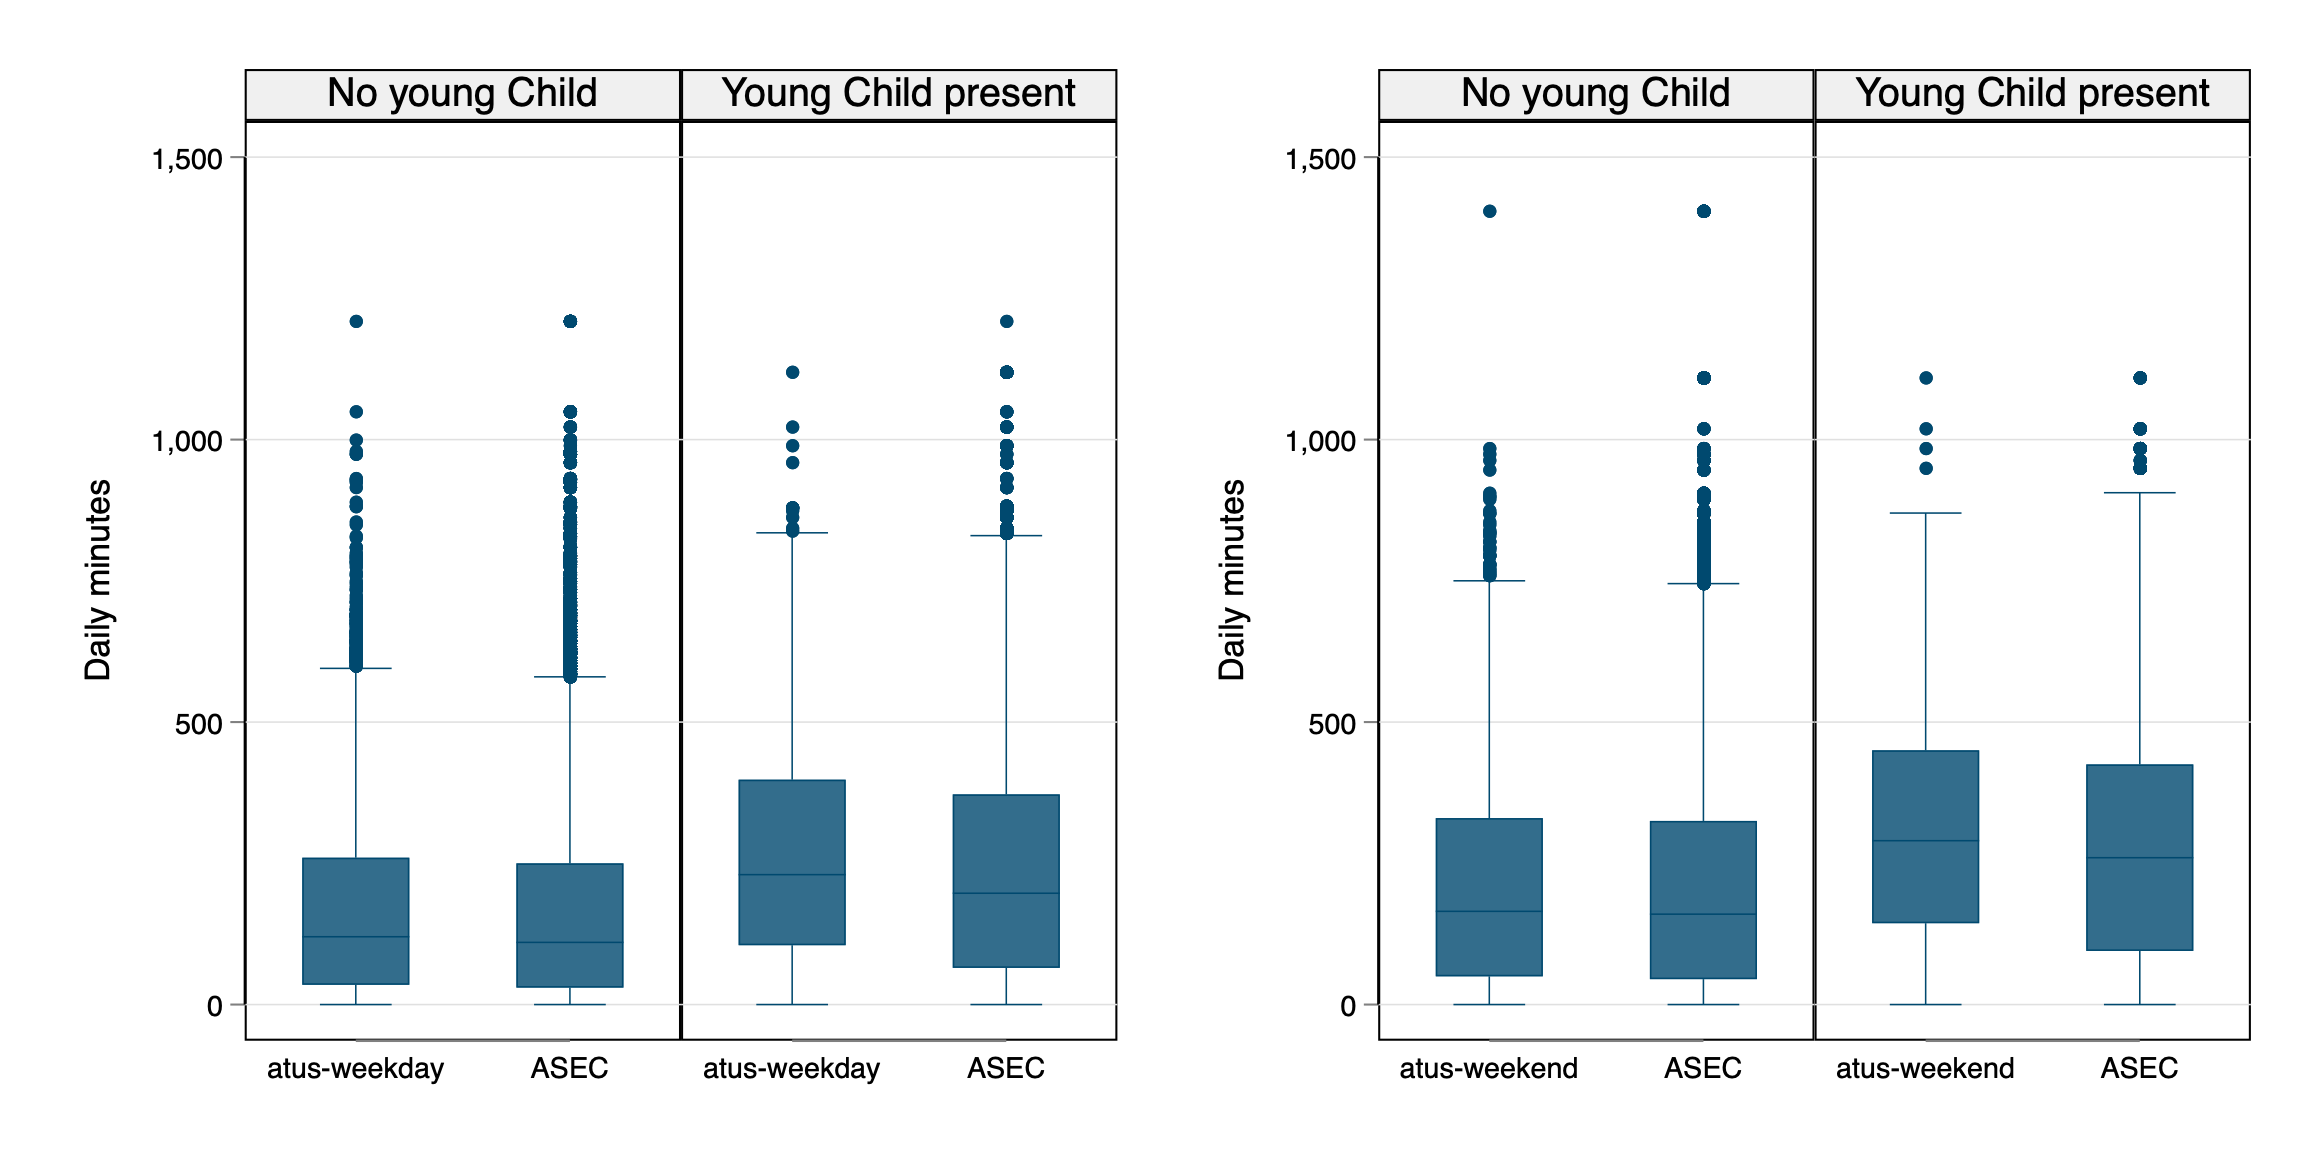 No young Child
Young Child present
1,500
1,000
500
0
Daily minutes
atus-weekday
ASEC
atus-weekday
ASEC
No young Child
Young Child present
1,500
1,000
500
0
Daily minutes
atus-weekend
ASEC
atus-weekend
ASEC